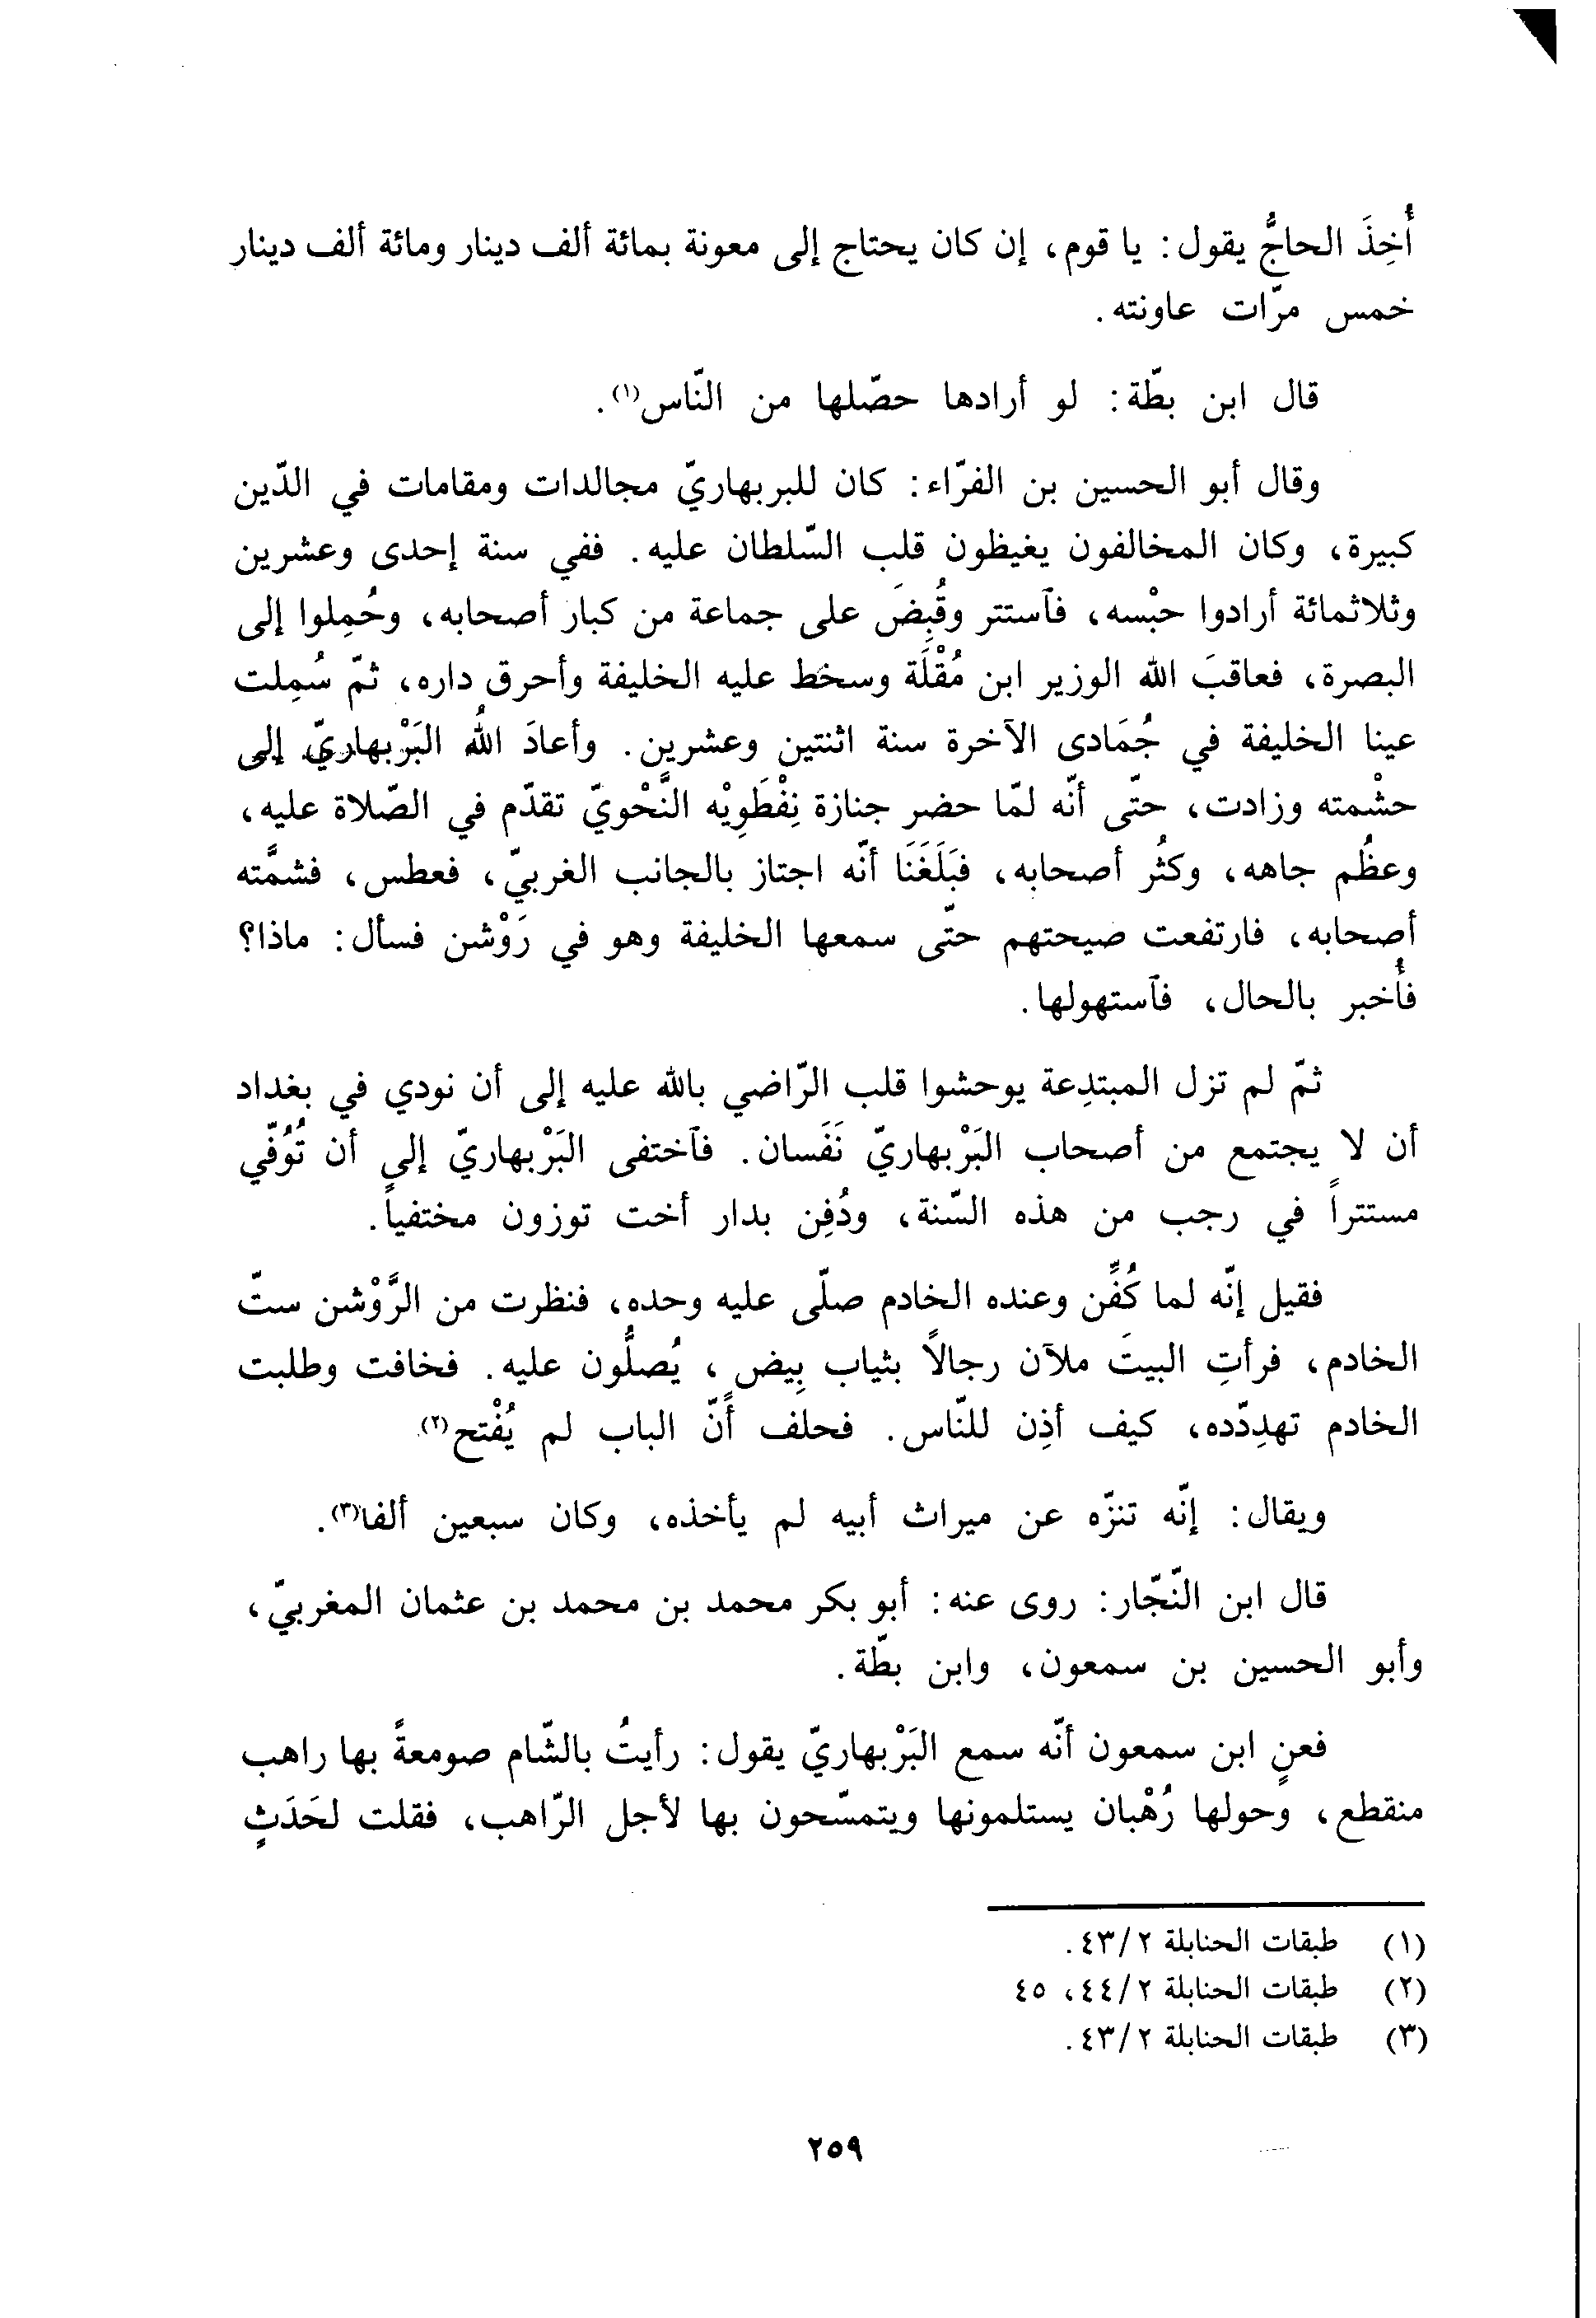 أُخِذَ الحاجُّ يقول: يا قوم، إن كان يحتاج إلى معونة بمائة ألف دينار ومائة ألف دينار
خمس مرّات عاونته.
قال ابن بطّة: لو أرادها حصّلها من النّاس(١).
وقال أبو الحسين بن الفرّاء: كان للبربهاريّ مجالدات ومقامات في الدّين
كبيرة، وكان المخالفون يغيظون قلب السّلطان عليه. ففي سنة إحدى وعشرين
وثلاثمائة أرادوا حبْسه، فآستتر وقُبِضَ على جماعة من كبار أصحابه، وحُمِلوا إلى
البصرة، فعاقبَ الله الوزير ابن مُقْلَة وسخط عليه الخليفة وأحرق داره، ثمّ سُمِلت
عينا الخليفة في جُمَادى الآخرة سنة اثنتين وعشرين. وأعادَ اللُّه البَرْبهاريّ إلى
حشْمته وزادت، حتّى أنّه لمّا حضر جنازة نِفْطَوِيْه النَّحْويّ تقدّم في الصّلاة عليه،
وعظُم جاهه، وكثُر أصحابه، فبَلَغَنَا أنّه اجتاز بالجانب الغربيّ، فعطس، فشمَّته
أصحابه، فارتفعت صيحتهم حتّى سمعها الخليفة وهو في رَوْشن فسأل: ماذا؟
فأُخبر بالحال، فآستهولها.
ثمّ لم تزل المبتدِعة يوحشوا قلب الرّاضي بالله عليه إلى أن نودي في بغداد
أن لا يجتمع من أصحاب البَرْبهاريّ نَفَسان. فآختفى البَرْبهاريّ إلى أن تُوُفّي
مستتراً في رجب من هذه السّنة، ودُفِن بدار أخت توزون مختفياً.
فقيل إنّه لما كُفِّن وعنده الخادم صلّى عليه وحده، فنظرت من الرَّوْشن ستّ
الخادم، فرأتِ البيتَ ملآن رجالاً بثياب بِيض، يُصلُّون عليه. فخافت وطلبت
الخادم تهدِدّده، كيف أذِن للنّاس. فحلف أَنّ الباب لم يُفْتح(٢).
ويقال: إنّه تنزّه عن ميراث أبيه لم يأخذه، وكان سبعين ألفا(٣).
قال ابن النّجّار: روى عنه: أبو بكر محمد بن محمد بن عثمان المغربيّ،
وأبو الحسين بن سمعون، وابن بطّة.
فعنِ ابن سمعون أنّه سمع البَرْبهاريّ يقول: رأيتُ بالشّام صومعةً بها راهب
منقطع، وحولها رُهْبان يستلمونها ويتمسّحون بها لأجل الرّاهب، فقلت لحَدَثٍ
(١) طبقات الحنابلة ٤٣/٢.
(٢) طبقات الحنابلة ٤٤/٢، ٤٥
(٣) طبقات الحنابلة ٤٣/٢.
٢٥٩